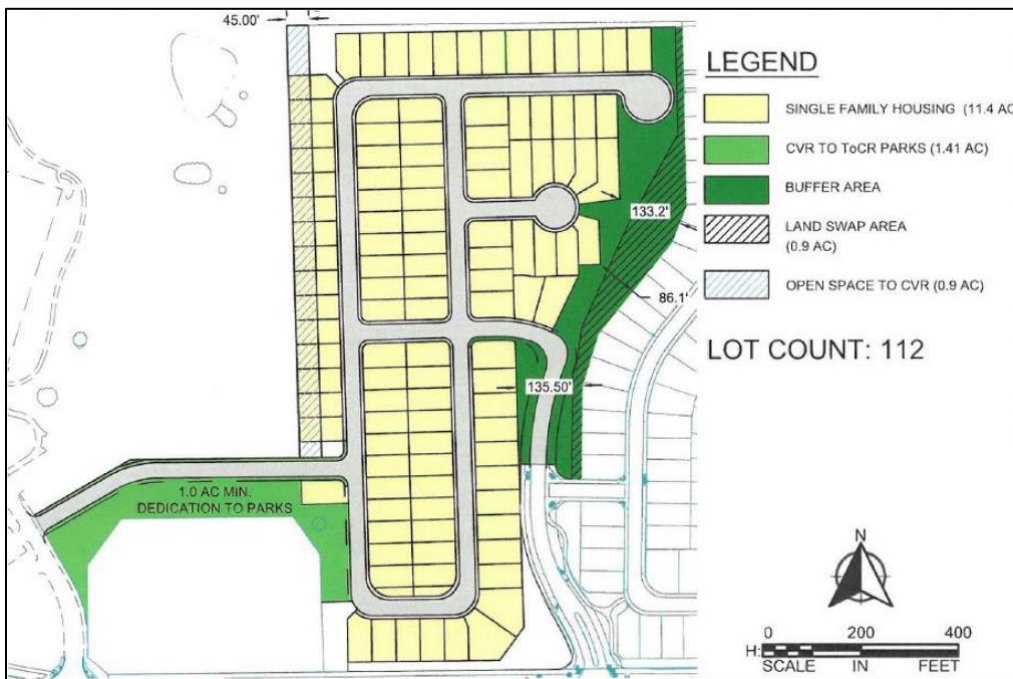 45.00'
LEGEND
SINGLE FAMILY HOUSING (11.4 AC
CVR TO ToCR PARKS (1.41 AC)
BUFFER AREA
LAND SWAP AREA
(0.9 AC)
OPEN SPACE TO CVR (0.9 AC)
LOT COUNT: 112
133.2'
86.1'
135.50'
1.0 AC MIN.
DEDICATION TO PARKS
N
0 200 400
H:
SCALE IN FEET